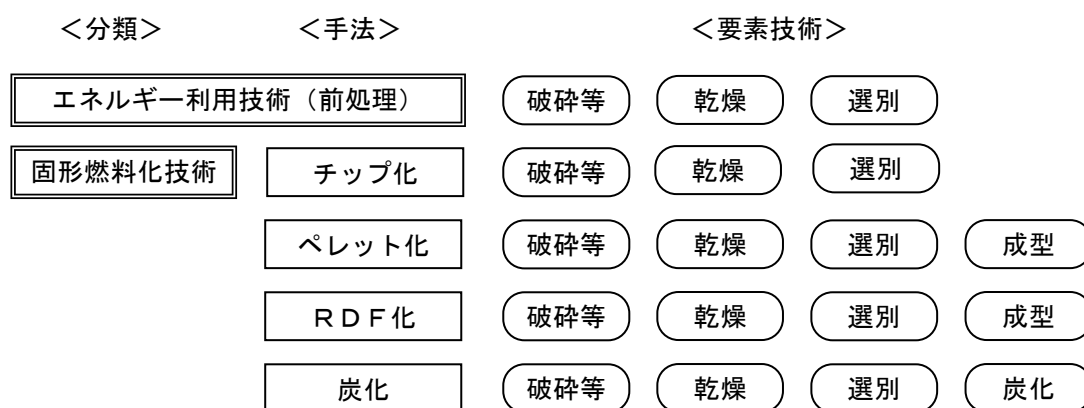 ＜分類＞ ＜手法＞ ＜要素技術＞
エネルギー利用技術（前処理） 破砕等 乾燥 選別
固形燃料化技術 チップ化 破砕等 乾燥 選別
ペレット化 破砕等 乾燥 選別 成型
ＲＤＦ化 破砕等 乾燥 選別 成型
炭化 破砕等 乾燥 選別 炭化